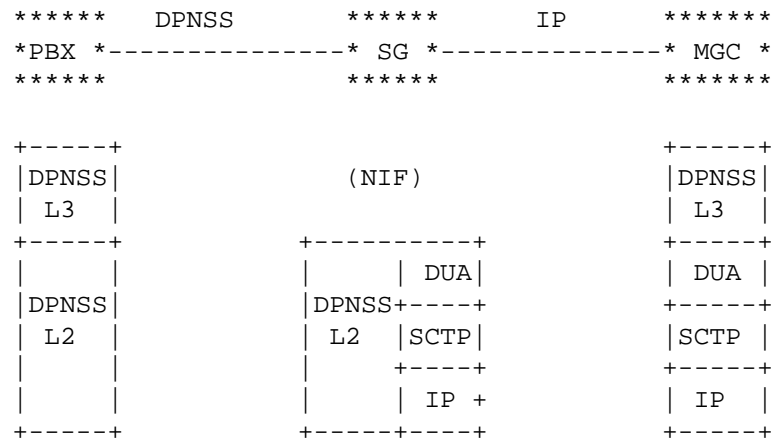 ******   DPNSS       ******      IP      *******
*PBX *---------------* SG *--------------* MGC *
******               ******              *******

+-----+                                  +-----+
|DPNSS|              (NIF)               |DPNSS|
| L3  |                                  | L3  |
+-----+           +----------+           +-----+
|     |           |     | DUA|           | DUA |
|DPNSS|           |DPNSS+----+           +-----+
| L2  |           | L2  |SCTP|           |SCTP |
|     |           |     +----+           +-----+
|     |           |     | IP +           | IP  |
+-----+           +-----+----+           +-----+